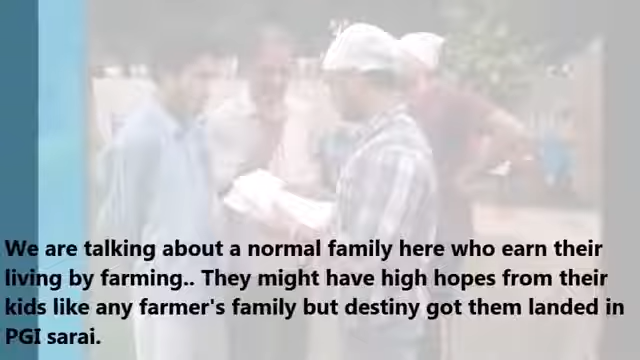 We are talking about a normal family here who earn their
living by farming.. They might have high hopes from their
kids like any farmer's family but destiny got them landed in
PGI sarai.